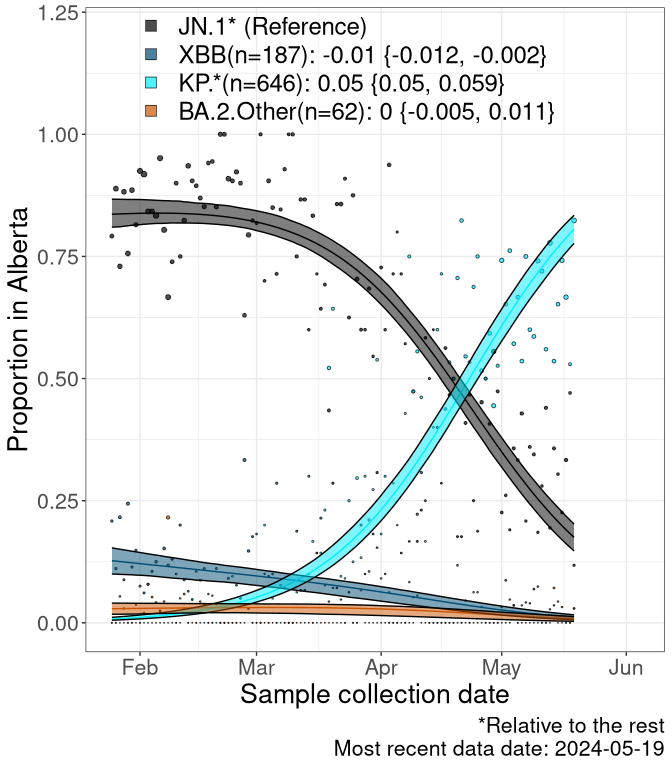 JN.1* (Reference)
XBB(n=187): -0.01 {-0.012, -0.002}
KP.*(n=646): 0.05 {0.05, 0.059}
BA.2.Other(n=62): 0 {-0.005, 0.011}
1.25
1.00
0.75
0.50
0.25
0.00
Proportion in Alberta
Feb Mar Apr May Jun
Sample collection date
*Relative to the rest
Most recent data date: 2024-05-19